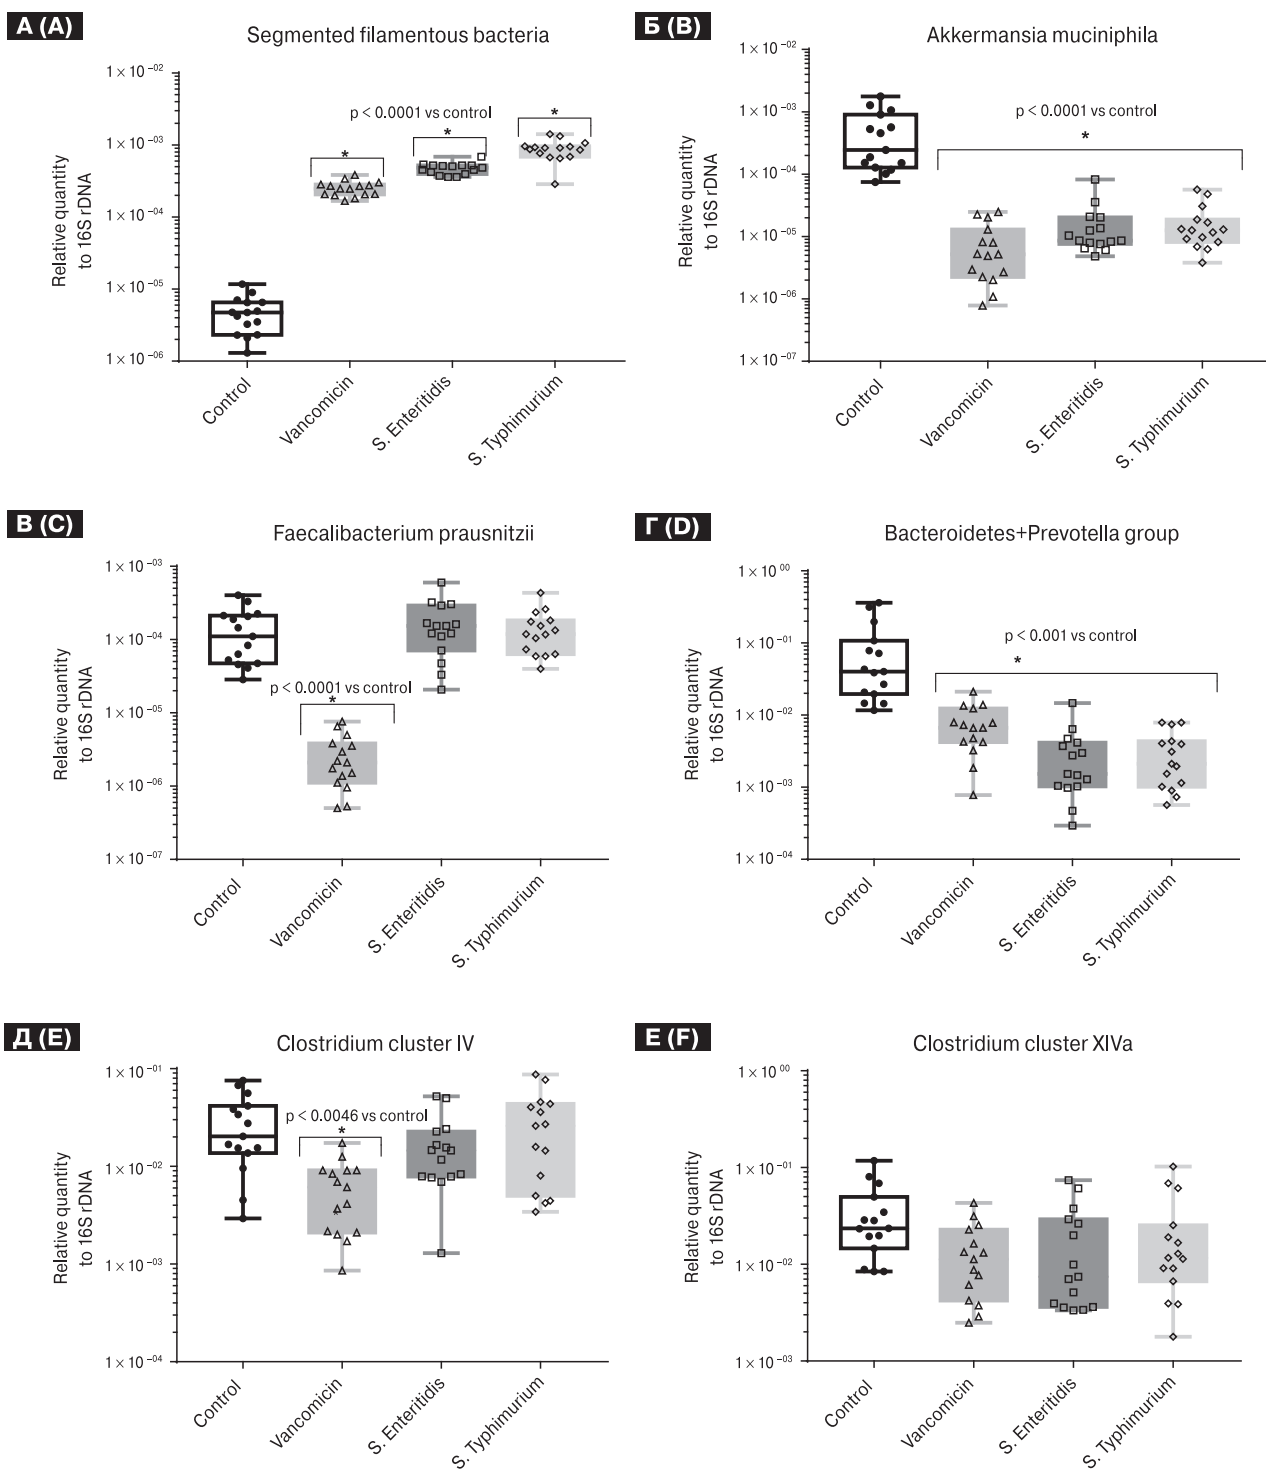 А (A)
Segmented filamentous bacteria
1 × 10 −02
1 × 10 −03
1 × 10 −04
1 × 10 −05
1 × 10 −06
Relative quantity
to 16S rDNA
p < 0.0001 vs control
*
*
*
Control
Vancomicin
S. Enteritidis
S. Typhimurium
Б (B)
Akkermansia muciniphila
1 × 10 −02
1 × 10 −03
1 × 10 −04
1 × 10 −05
1 × 10 −06
1 × 10 −07
Relative quantity
to 16S rDNA
p < 0.0001 vs control
*
Control
Vancomicin
S. Enteritidis
S. Typhimurium
В (C)
Faecalibacterium prausnitzii
1 × 10 −03
1 × 10 −04
1 × 10 −05
1 × 10 −06
1 × 10 −07
Relative quantity
to 16S rDNA
p < 0.0001 vs control
*
Control
Vancomicin
S. Enteritidis
S. Typhimurium
Г (D)
Bacteroidetes+Prevotella group
1 × 10 00
1 × 10 −01
1 × 10 −02
1 × 10 −03
1 × 10 −04
Relative quantity
to 16S rDNA
p < 0.001 vs control
*
Control
Vancomicin
S. Enteritidis
S. Typhimurium
Д (E)
Clostridium cluster IV
1 × 10 −01
1 × 10 −02
1 × 10 −03
1 × 10 −04
Relative quantity
to 16S rDNA
p < 0.0046 vs control
*
Control
Vancomicin
S. Enteritidis
S. Typhimurium
Е (F)
Clostridium cluster XIVa
1 × 10 00
1 × 10 −01
1 × 10 −02
1 × 10 −03
Relative quantity
to 16S rDNA
Control
Vancomicin
S. Enteritidis
S. Typhimurium